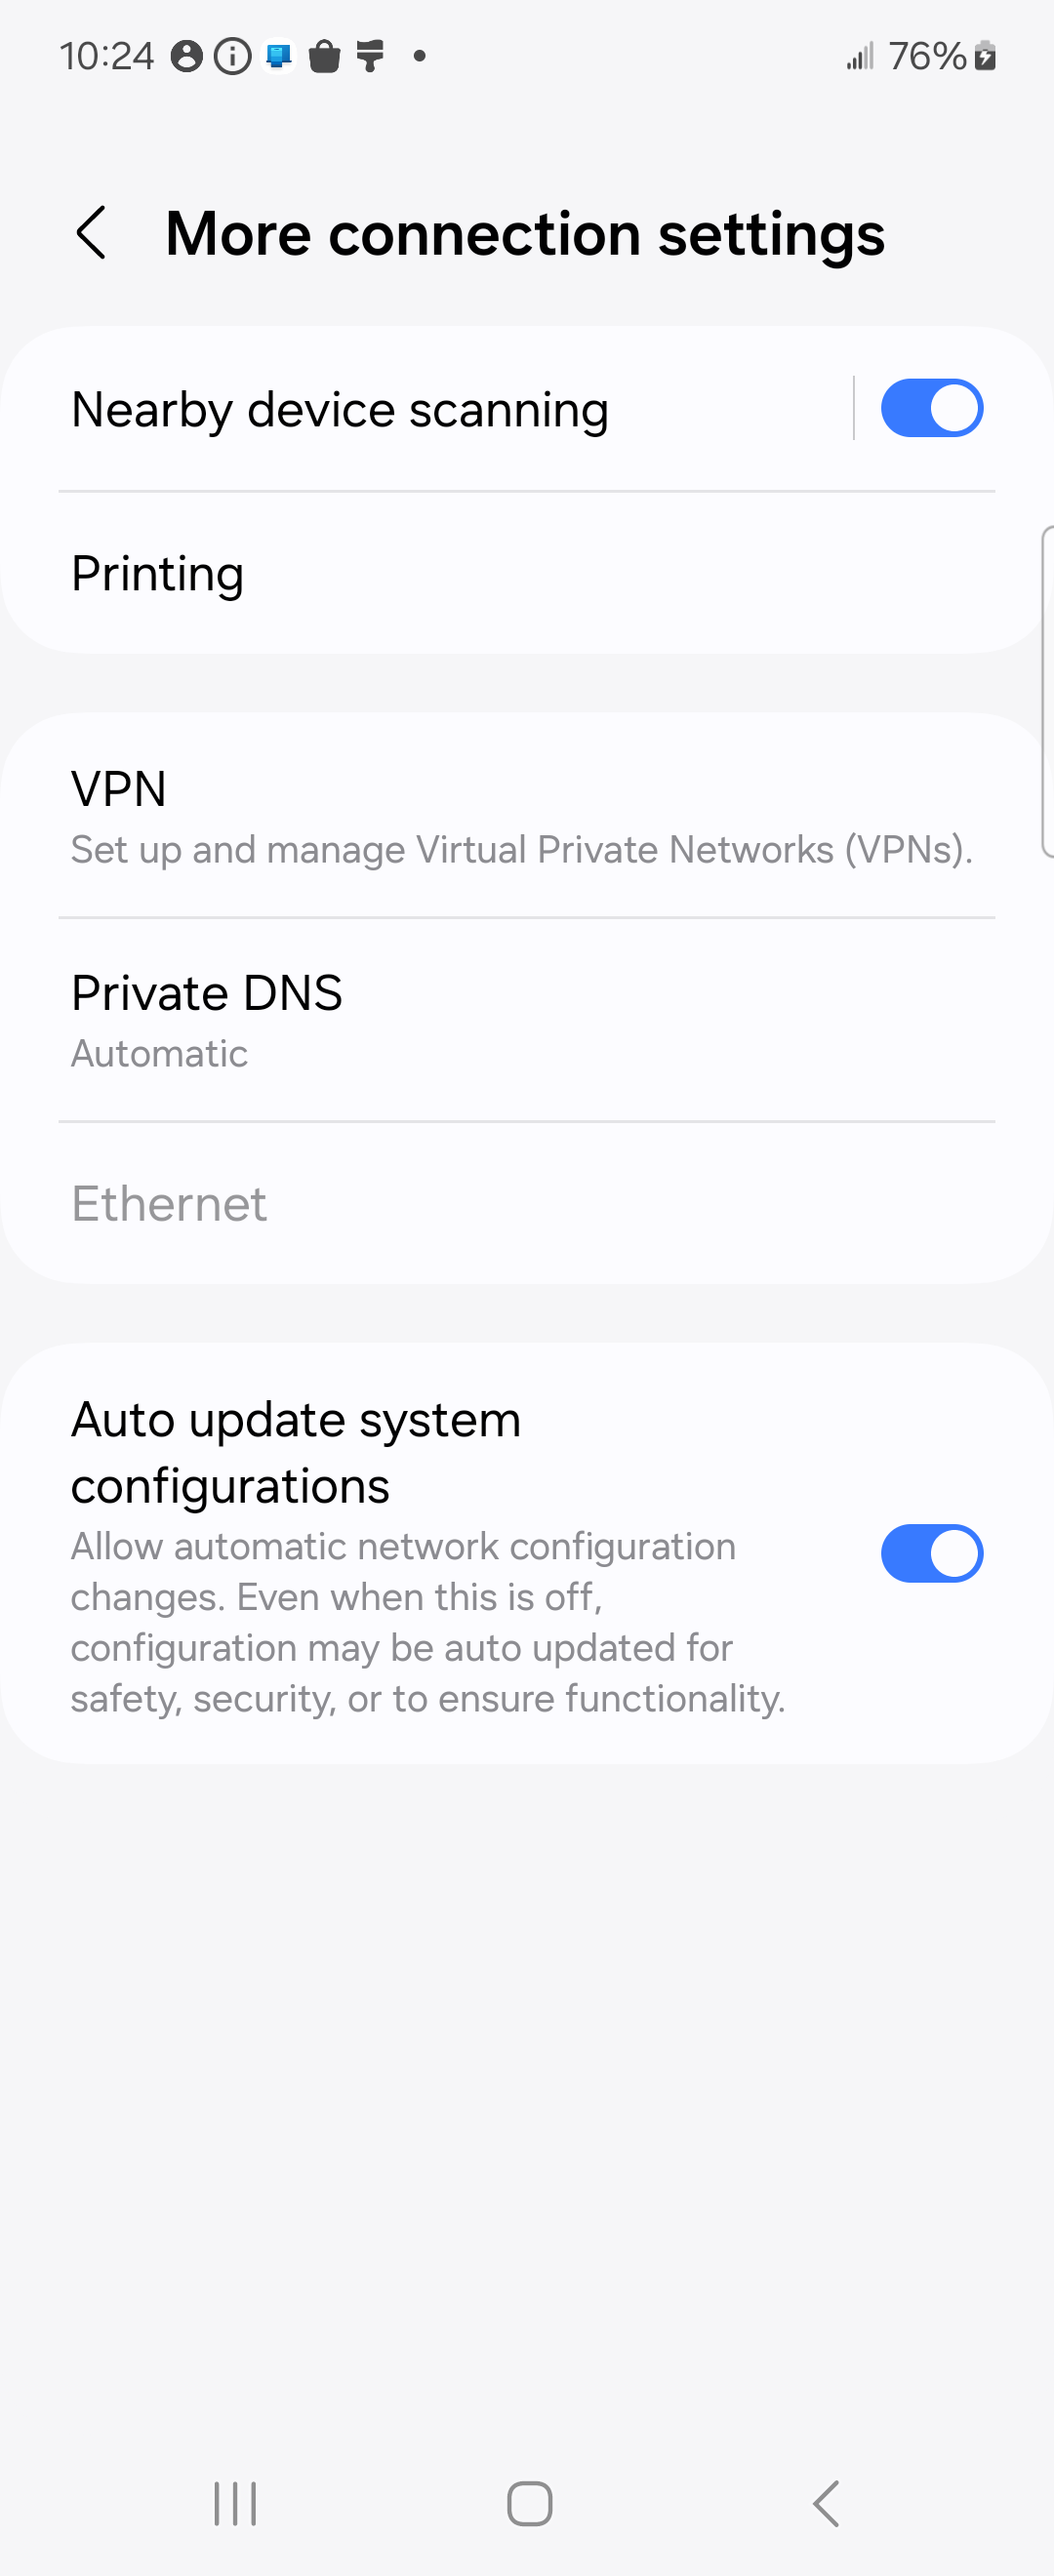 10:24
76%
More connection settings
Nearby device scanning
Printing
VPN
Set up and manage Virtual Private Networks (VPNs).
Private DNS
Automatic
Ethernet
Auto update system
configurations
Allow automatic network configuration
changes. Even when this is off,
configuration may be auto updated for
safety, security, or to ensure functionality.